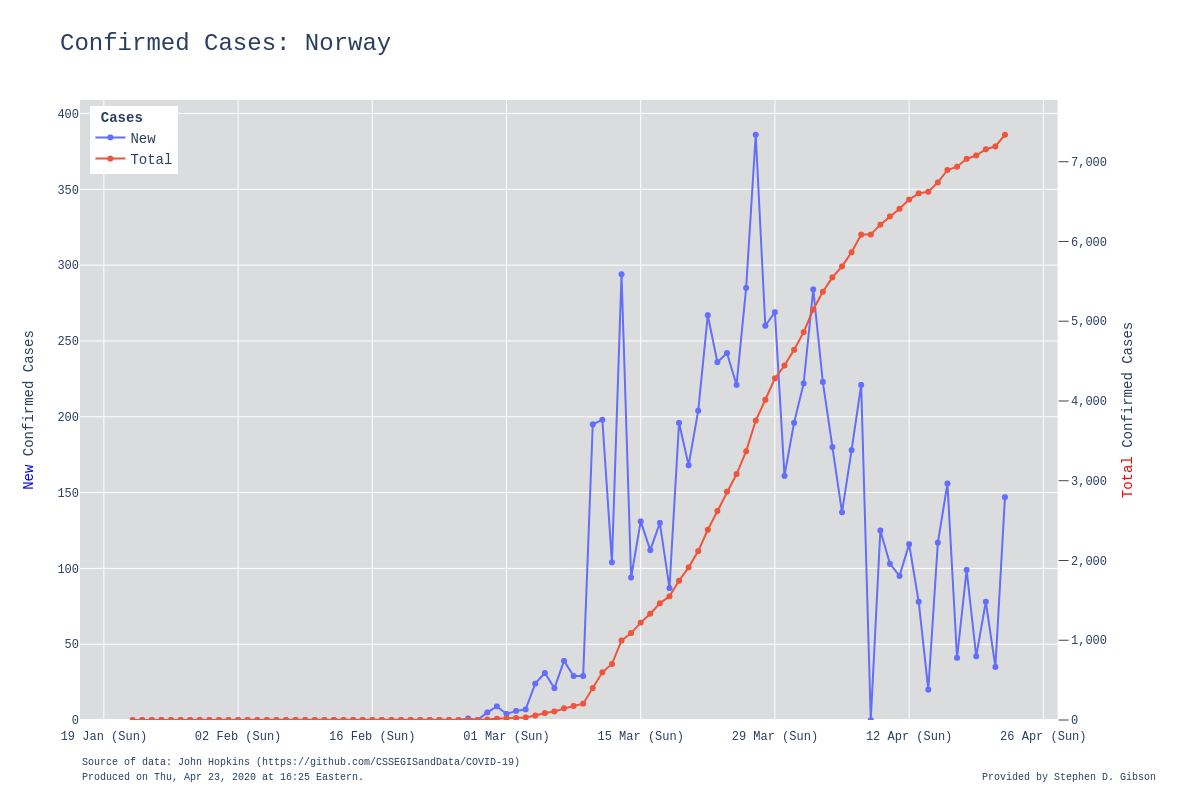 Confirmed Cases: Norway
Cases
New
Total
400
350
300
250
200
150
100
50
0
New Confirmed Cases
7,000
6,000
5,000
4,000
3,000
2,000
1,000
0
Total Confirmed Cases
19 Jan (Sun) 02 Feb (Sun) 16 Feb (Sun) 01 Mar (Sun) 15 Mar (Sun) 29 Mar (Sun) 12 Apr (Sun) 26 Apr (Sun)
Source of data: John Hopkins (https://github.com/CSSEGISandData/COVID-19)
Produced on Thu, Apr 23, 2020 at 16:25 Eastern.
Provided by Stephen D. Gibson